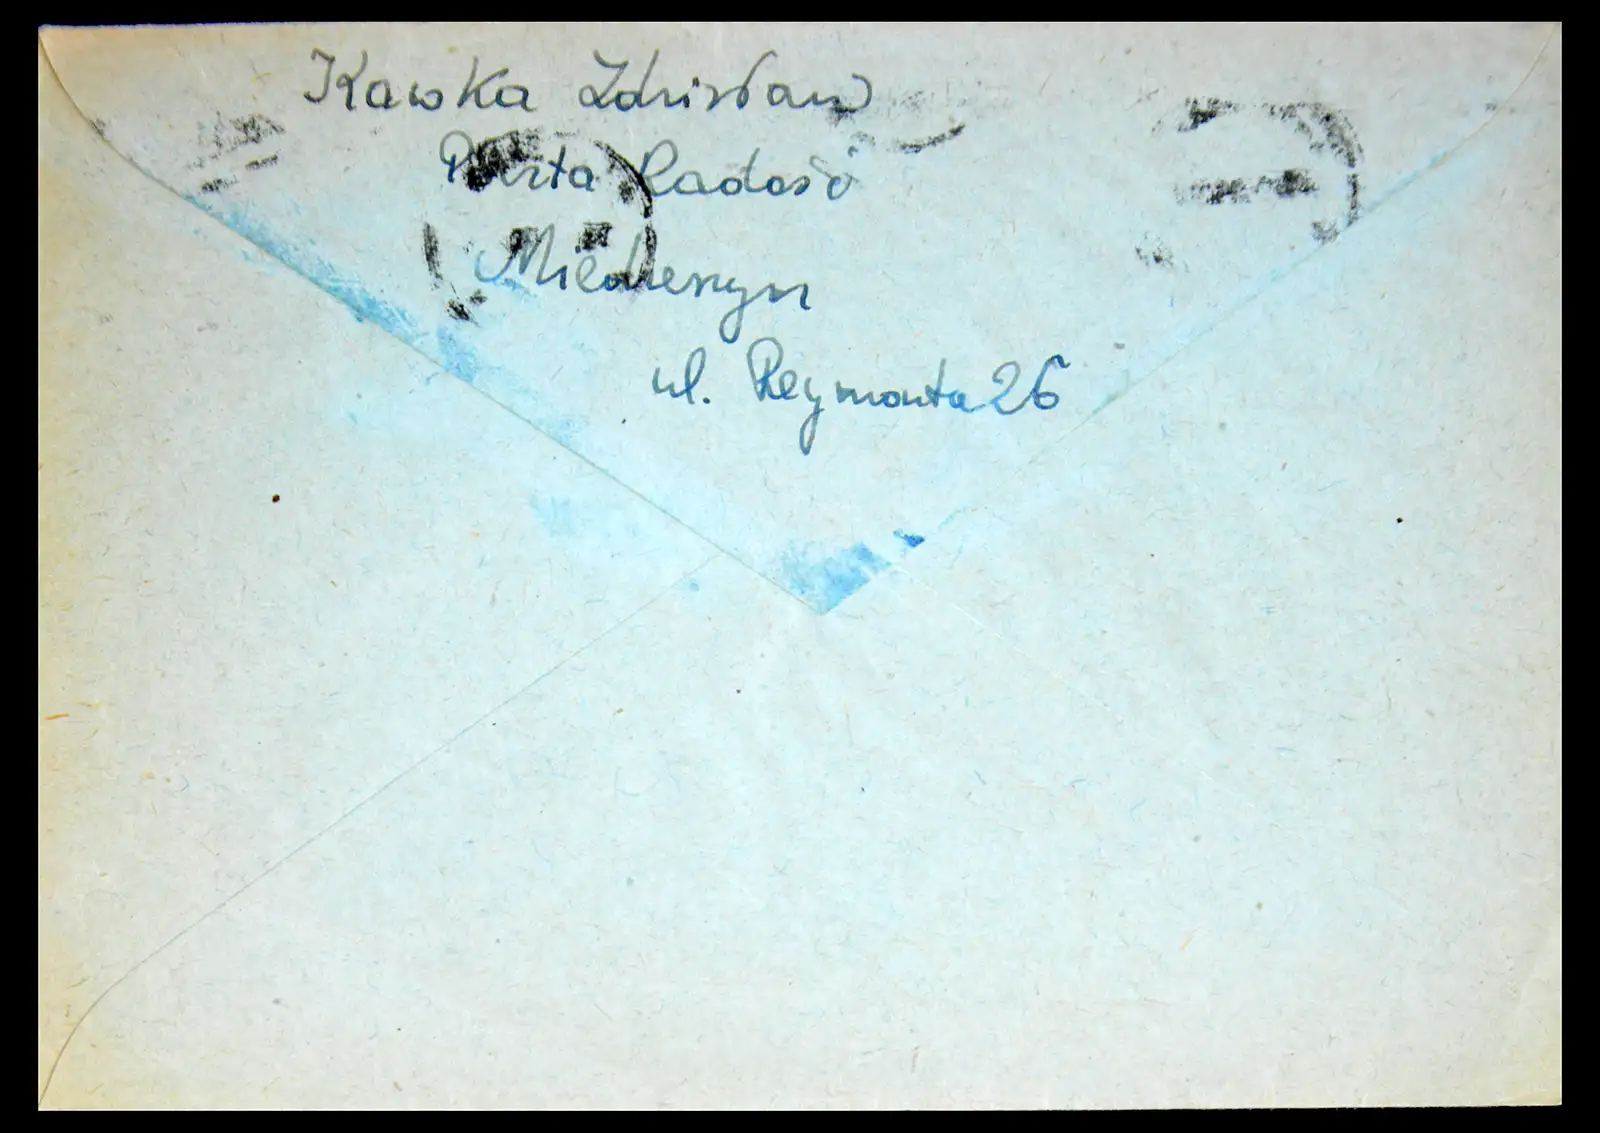 Kawka Zdzisław
Poczta Radość
Miedzeszyn
ul. Reymonta 26